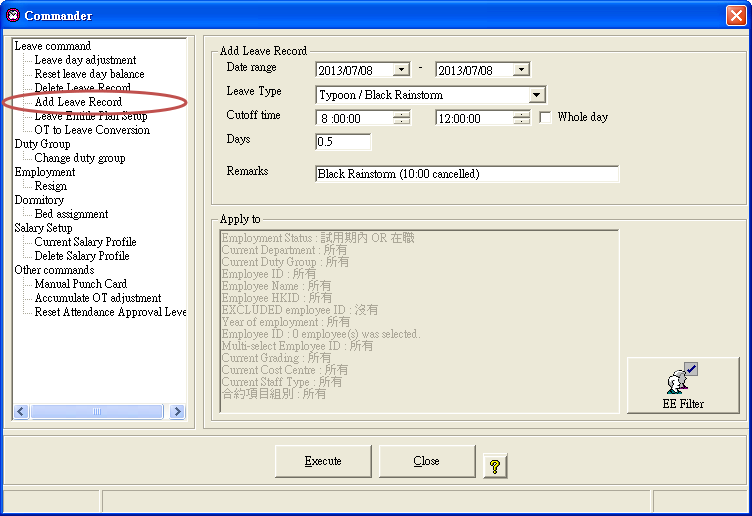 Commander
Leave command
Leave day adjustment
Reset leave day balance
Delete Leave Record
Add Leave Record
Leave Entitle Plan Setup
OT to Leave Conversion
Duty Group
Change duty group
Employment
Resign
Dormitory
Bed assignment
Salary Setup
Current Salary Profile
Delete Salary Profile
Other commands
Manual Punch Card
Accumulate OT adjustment
Reset Attendance Approval Leve
Add Leave Record
Date range 2013/07/08 - 2013/07/08
Leave Type Typoon / Black Rainstorm
Cutoff time 8 :00:00 12:00:00 Whole day
Days 0.5
Remarks Black Rainstorm (10:00 cancelled)
Apply to
Employment Status : 試用期內 OR 在職
Current Department : 所有
Current Duty Group : 所有
Employee ID : 所有
Employee Name : 所有
Employee HKID : 所有
EXCLUDED employee ID : 沒有
Year of employment : 所有
Employee ID : 0 employee(s) was selected.
Multi-select Employee ID : 所有
Current Grading : 所有
Current Cost Centre : 所有
Current Staff Type : 所有
合約項目組別 : 所有
EE Filter
Execute Close ?